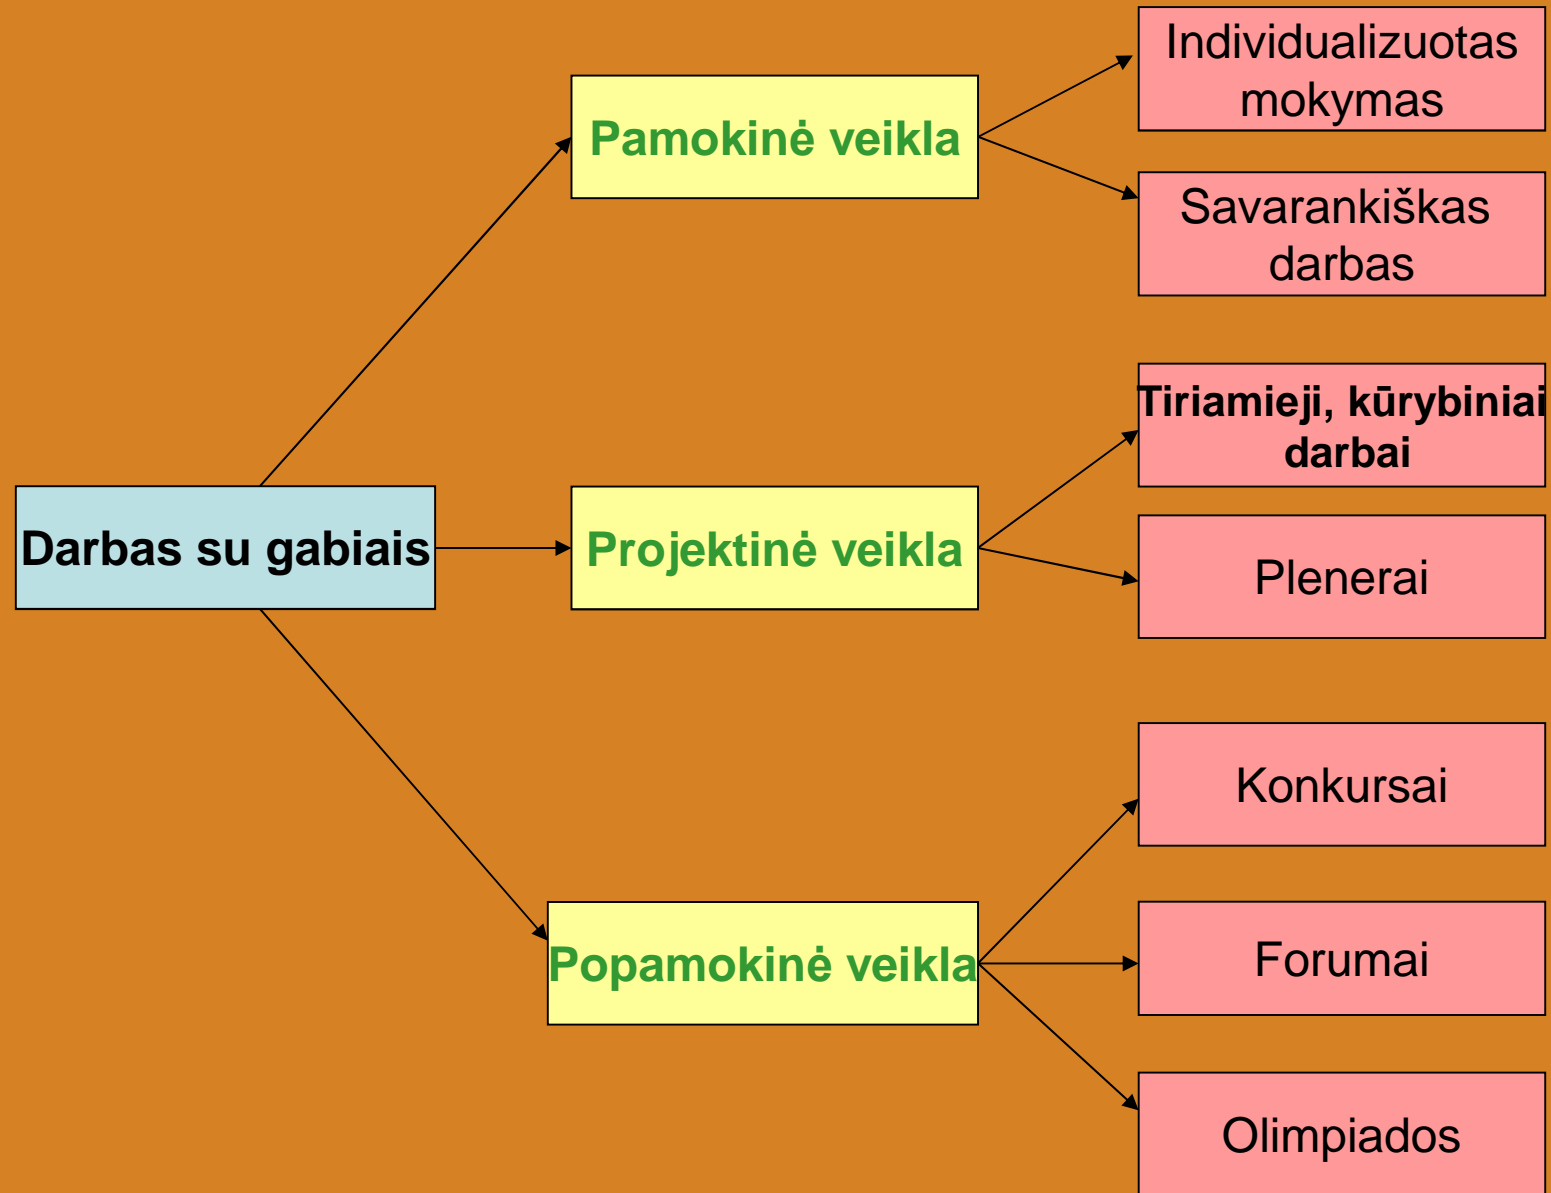 Darbas su gabiais
Pamokinė veikla
Individualizuotas
mokymas
Savarankiškas
darbas
Projektinė veikla
Tiriamieji, kūrybiniai
darbai
Plenerai
Popamokinė veikla
Konkursai
Forumai
Olimpiados